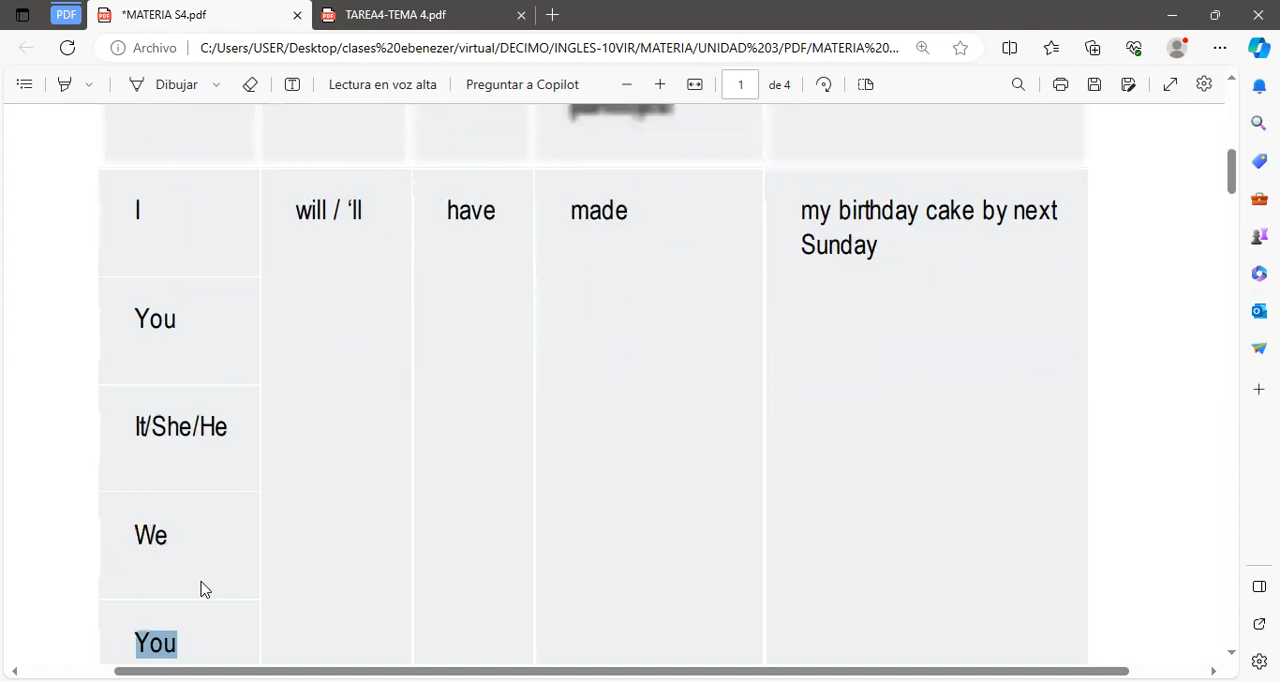 PDF
*MATERIA S4.pdf
TAREA4-TEMA 4.pdf
Archivo
C:/Users/USER/Desktop/clases%20ebenezer/virtual/DECIMO/INGLES-10VIR/MATERIA/UNIDAD%203/PDF/MATERIA%20...
Dibujar
Lectura en voz alta
Preguntar a Copilot
1
de 4
I
will / ‘ll
have
made
my birthday cake by next
Sunday
You
It/She/He
We
You